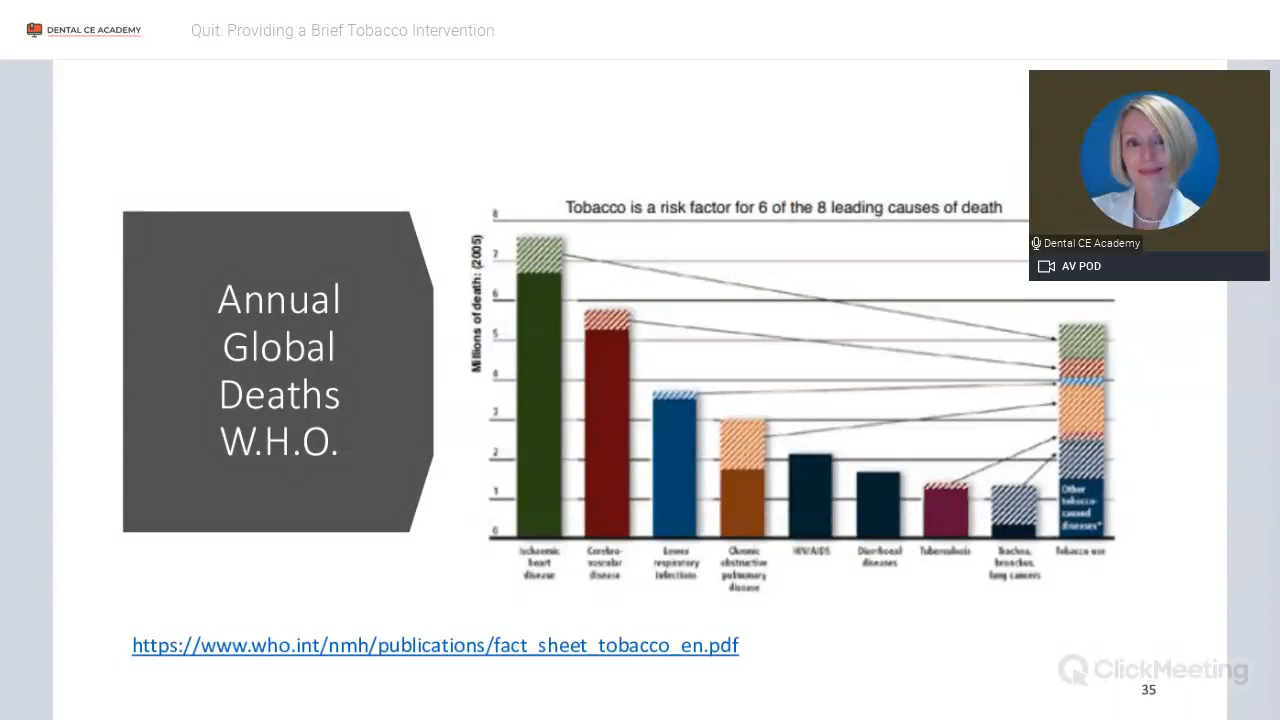 DENTAL CE ACADEMY
Quit: Providing a Brief Tobacco Intervention
Dental CE Academy
AV POD
Annual
Global
Deaths
W.H.O.
Tobacco is a risk factor for 6 of the 8 leading causes of death
Millions of death: (2005)
8
7
6
5
4
3
2
1
0
Ischaemic
heart
disease
Cerebro-
vascular
disease
Lower
respiratory
infections
Chronic
obstructive
pulmonary
disease
HIV/AIDS
Diarrhoeal
diseases
Tuberculosis
Trachea,
bronchus,
lung cancers
Tobacco use
Other
tobacco-
caused
diseases*
https://www.who.int/nmh/publications/fact_sheet_tobacco_en.pdf
ClickMeeting
35